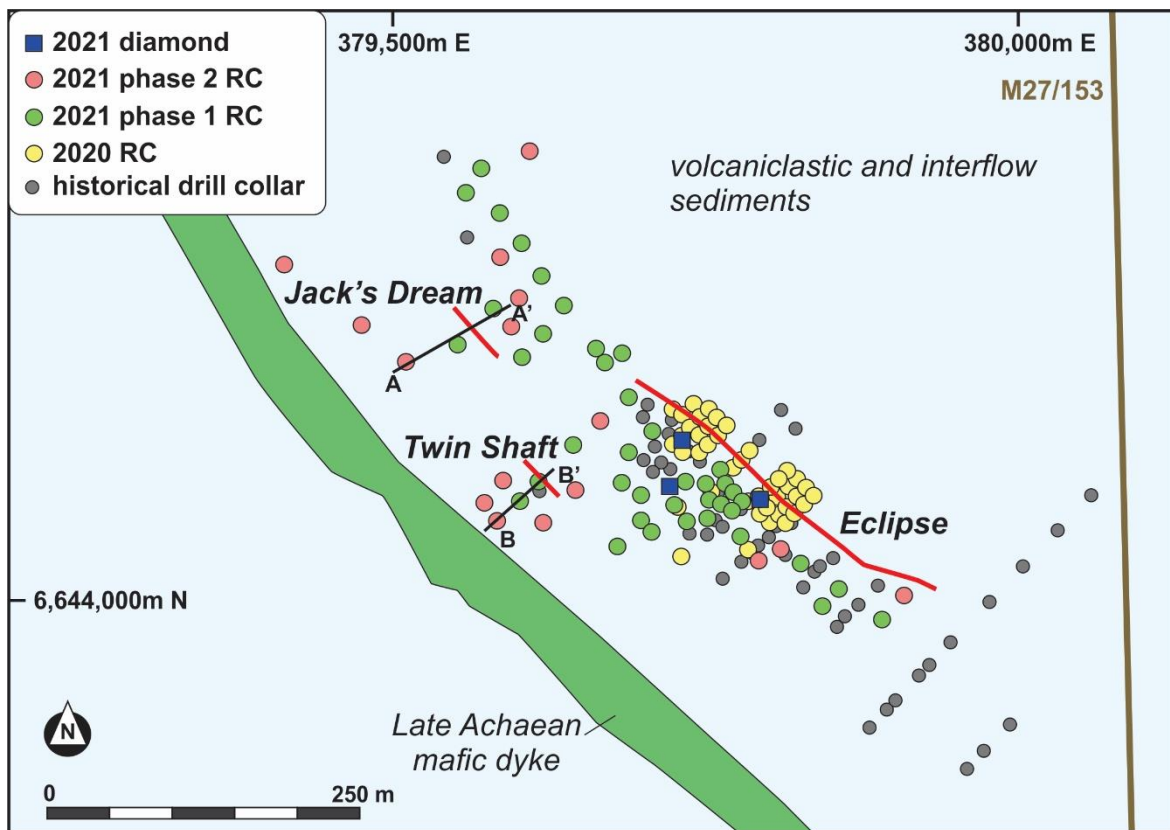 2021 diamond
2021 phase 2 RC
2021 phase 1 RC
2020 RC
historical drill collar
379,500m E
380,000m E
M27/153
volcaniclastic and interflow
sediments
Jack's Dream
A'
A
Twin Shaft
B'
B
Eclipse
6,644,000m N
Late Achaean
mafic dyke
N
0
250 m